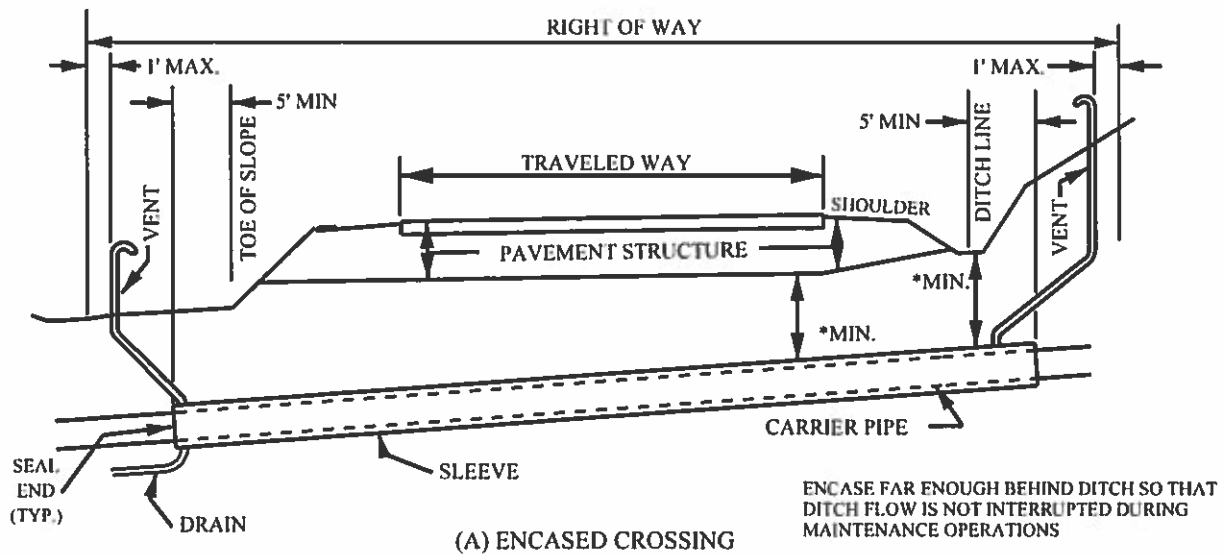 RIGHT OF WAY
1' MAX.
1' MAX.
5' MIN
5' MIN
TOE OF SLOPE
DITCH LINE
VENT
VENT
TRAVELED WAY
SHOULDER
PAVEMENT STRUCTURE
*MIN.
*MIN.
CARRIER PIPE
SEAL
END
(TYP.)
SLEEVE
DRAIN
ENCASE FAR ENOUGH BEHIND DITCH SO THAT
DITCH FLOW IS NOT INTERRUPTED DURING
MAINTENANCE OPERATIONS
(A) ENCASED CROSSING